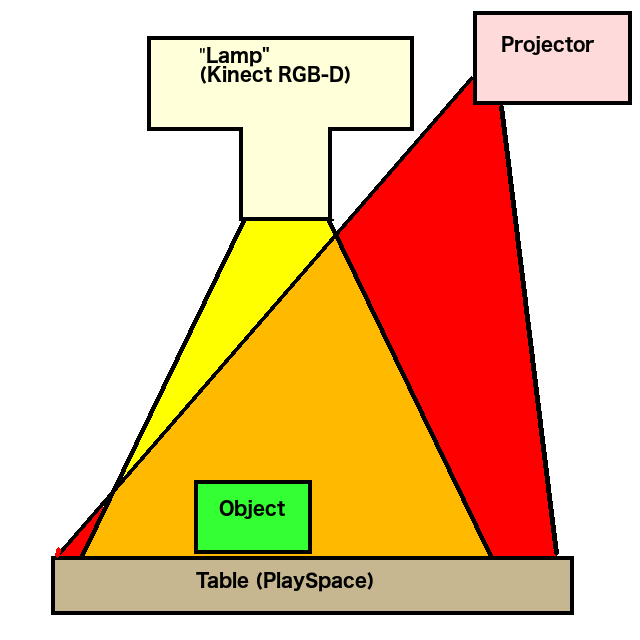 "Lamp"
(Kinect RGB-D)
Projector
Object
Table (PlaySpace)